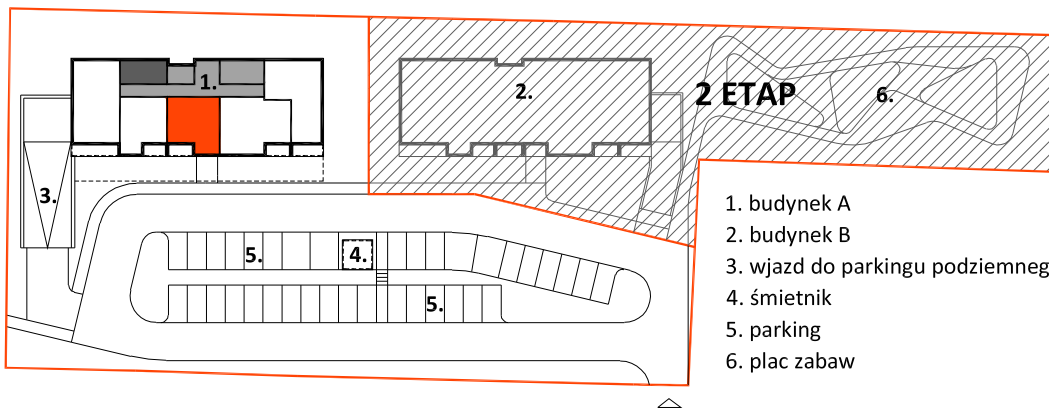 1.
2.
2 ETAP
6.
3.
5.
4.
5.
1. budynek A
2. budynek B
3. wjazd do parkingu podziemneg
4. śmietnik
5. parking
6. plac zabaw